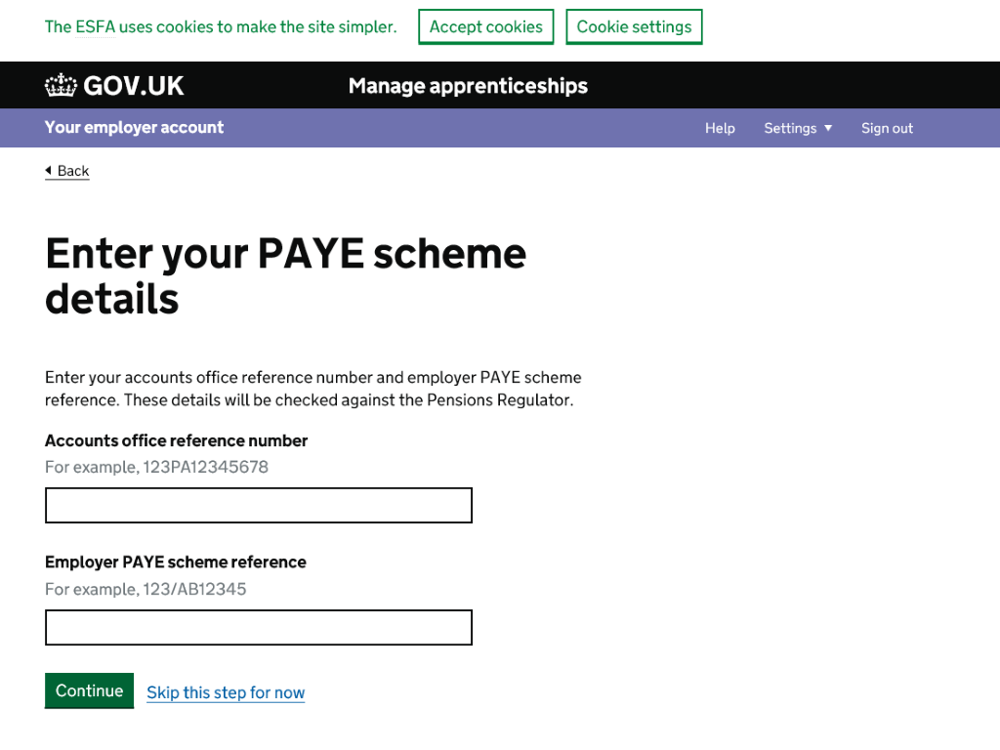 The ESFA uses cookies to make the site simpler. Accept cookies Cookie settings
GOV.UK Manage apprenticeships
Your employer account Help Settings ▼ Sign out
Back
Enter your PAYE scheme
details
Enter your accounts office reference number and employer PAYE scheme
reference. These details will be checked against the Pensions Regulator.
Accounts office reference number
For example, 123PA12345678
Employer PAYE scheme reference
For example, 123/AB12345
Continue Skip this step for now